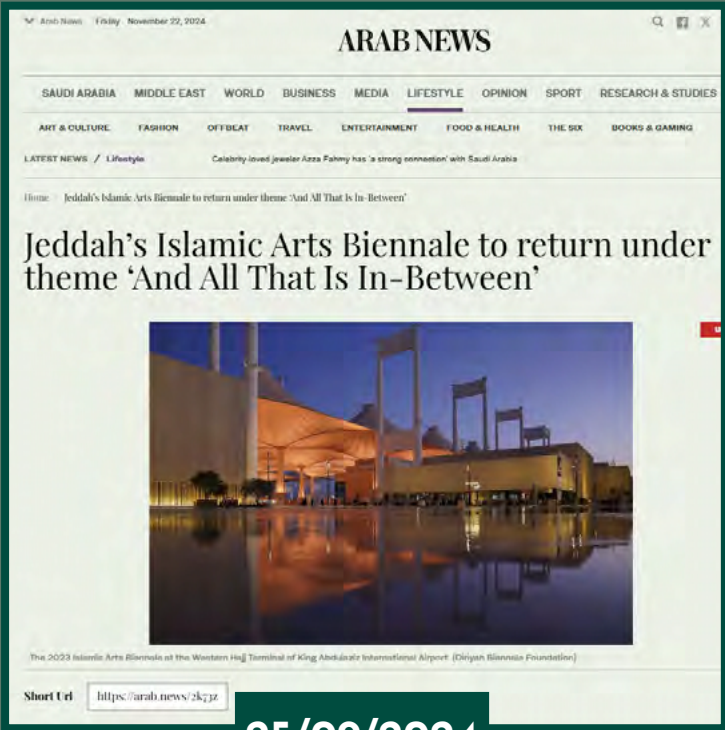 Arab News Friday . November 22, 2024
ARAB NEWS
SAUDI ARABIA MIDDLE EAST WORLD BUSINESS MEDIA LIFESTYLE OPINION SPORT RESEARCH & STUDIES
ART & CULTURE FASHION OFFBEAT TRAVEL ENTERTAINMENT FOOD & HEALTH THE SIX BOOKS & GAMING
LATEST NEWS / Lifestyle Celebrity-loved jeweler Azza Fahmy has 'a strong connection' with Saudi Arabia
Home Jeddah's Islamic Arts Biennale to return under theme 'And All That Is In-Between'
Jeddah's Islamic Arts Biennale to return under
theme 'And All That Is In-Between'
The 2023 Islamic Arts Biennale at the Western Hajj Terminal of King Abdulaziz International Airport. (Diriyah Biennale Foundation)
Short Url https://arab.news/2k73z